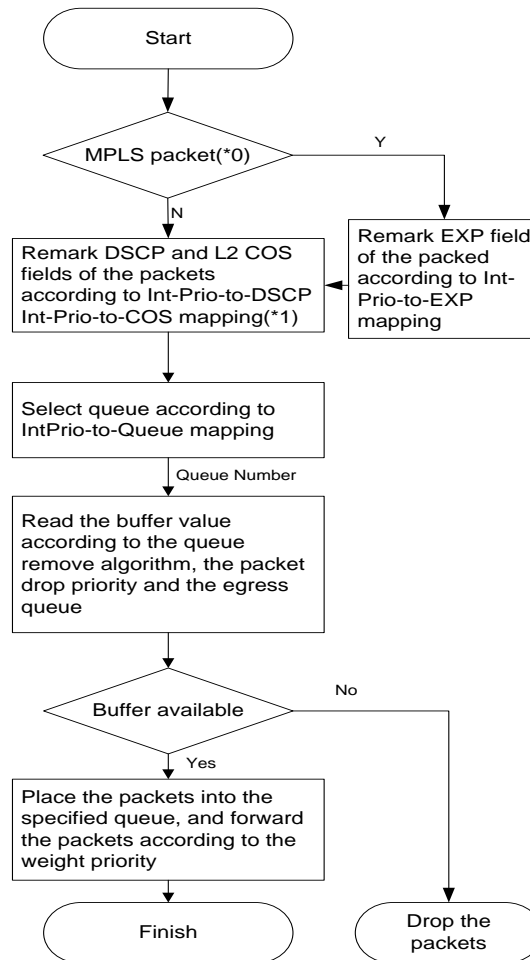 Start
MPLS packet(*0)
Y
N
Remark DSCP and L2 COS
fields of the packets
according to Int-Prio-to-DSCP
Int-Prio-to-COS mapping(*1)
Remark EXP field
of the packed
according to Int-
Prio-to-EXP
mapping
Select queue according to
IntPrio-to-Queue mapping
Queue Number
Read the buffer value
according to the queue
remove algorithm, the packet
drop priority and the egress
queue
Buffer available
No
Yes
Place the packets into the
specified queue, and forward
the packets according to the
weight priority
Finish
Drop the
packets